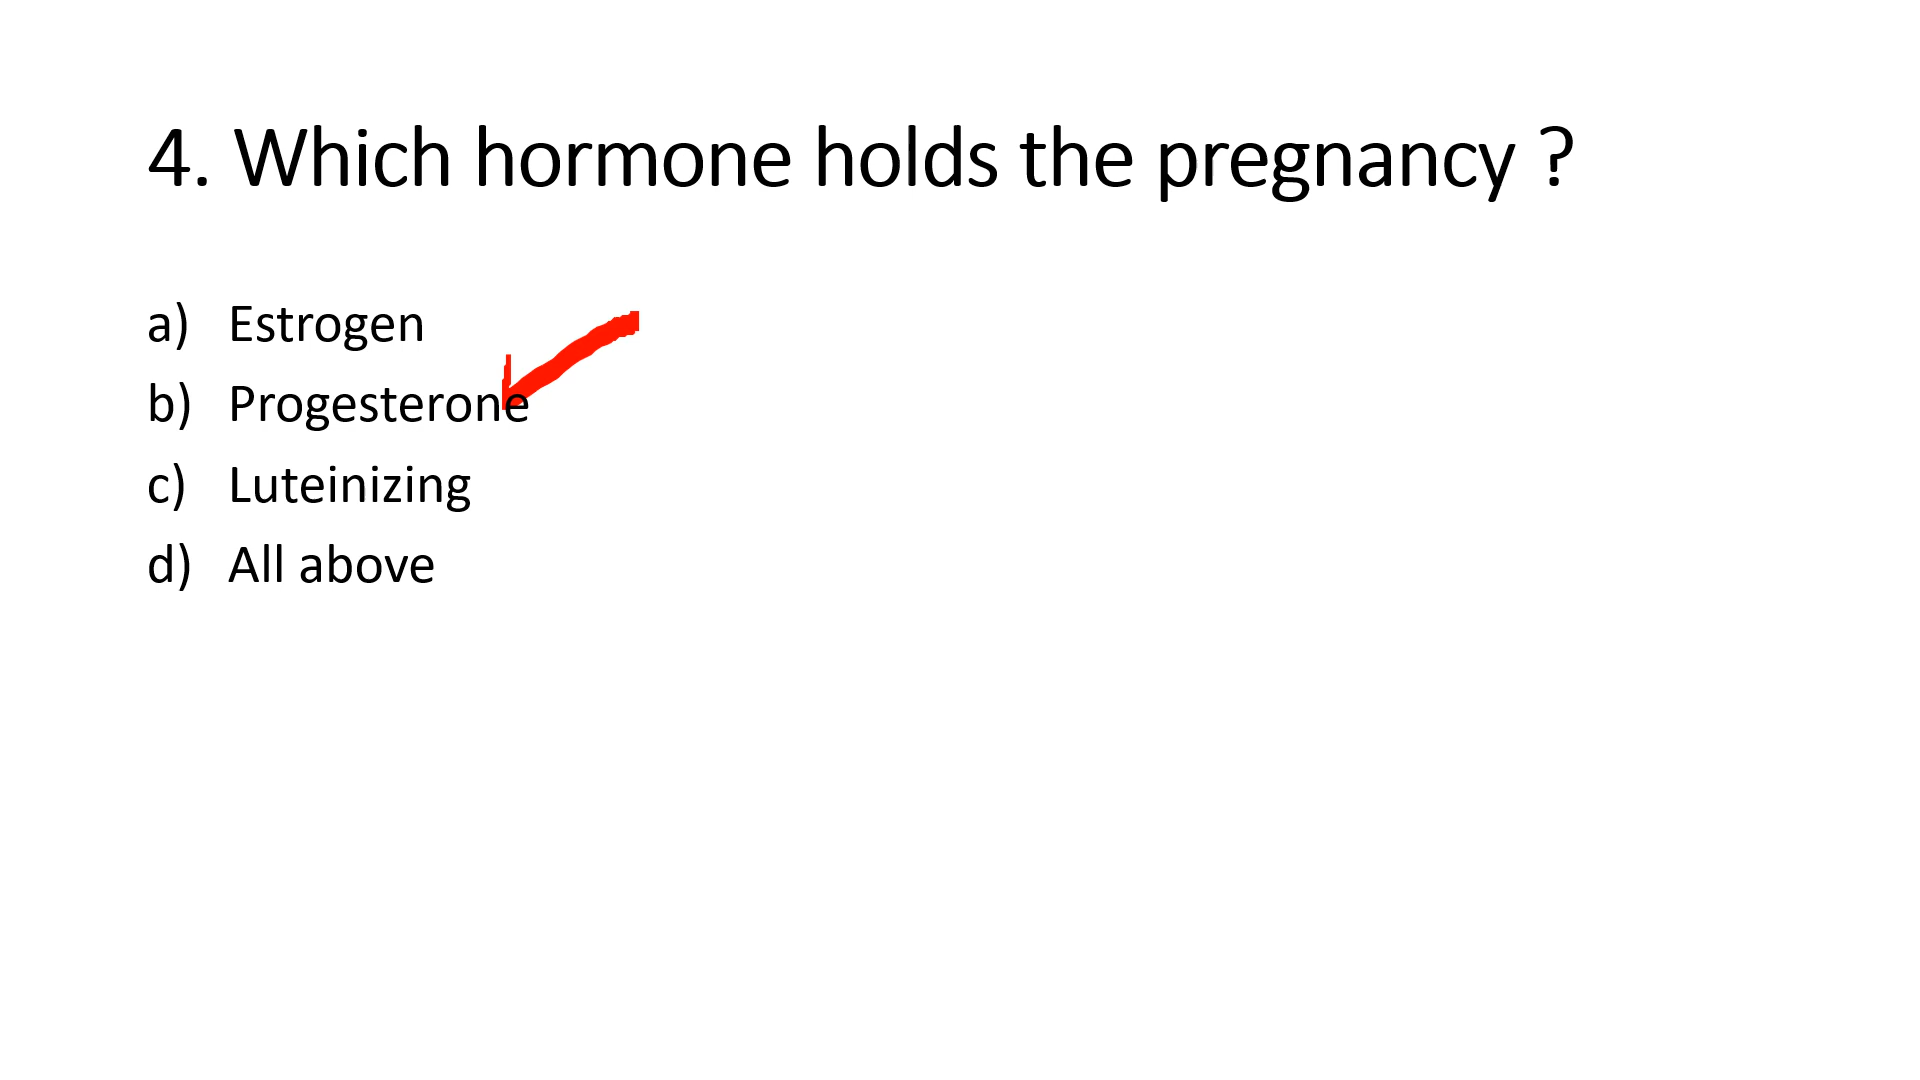 4. Which hormone holds the pregnancy ?
a) Estrogen
b) Progesterone
c) Luteinizing
d) All above